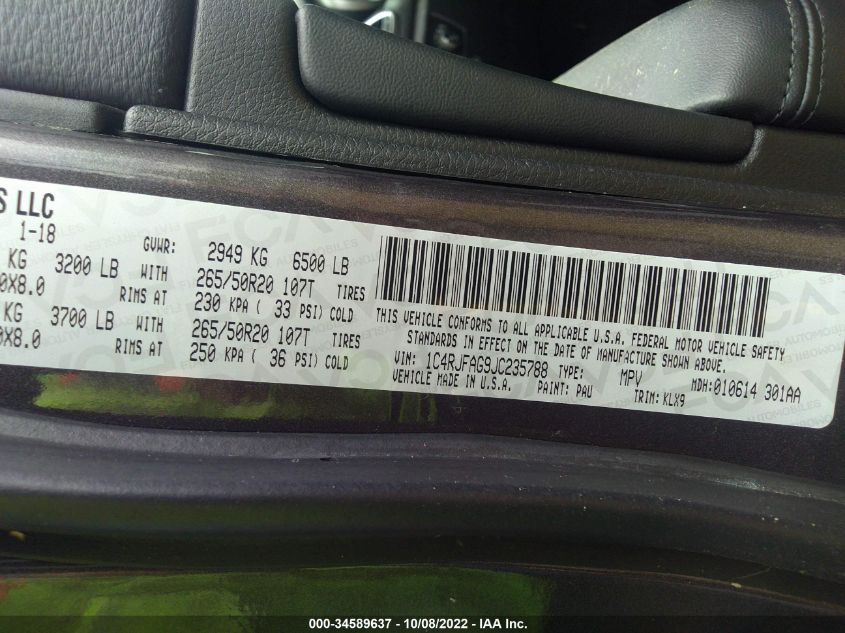 S LLC
1-18
GVWR: 2949 KG 6500 LB
KG 3200 LB WITH 265/50R20 107T TIRES
0X8.0 RIMS AT 230 KPA ( 33 PSI) COLD
KG 3700 LB WITH 265/50R20 107T TIRES
0X8.0 RIMS AT 250 KPA ( 36 PSI) COLD
THIS VEHICLE CONFORMS TO ALL APPLICABLE U.S.A. FEDERAL MOTOR VEHICLE SAFETY
STANDARDS IN EFFECT ON THE DATE OF MANUFACTURE SHOWN ABOVE.
VIN: 1C4RJFAG9JC235788 TYPE: MPV MDH: 010614 301AA
VEHICLE MADE IN U.S.A. PAINT: PAU TRIM: KLX9
000-34589637 - 10/08/2022 - IAA Inc.